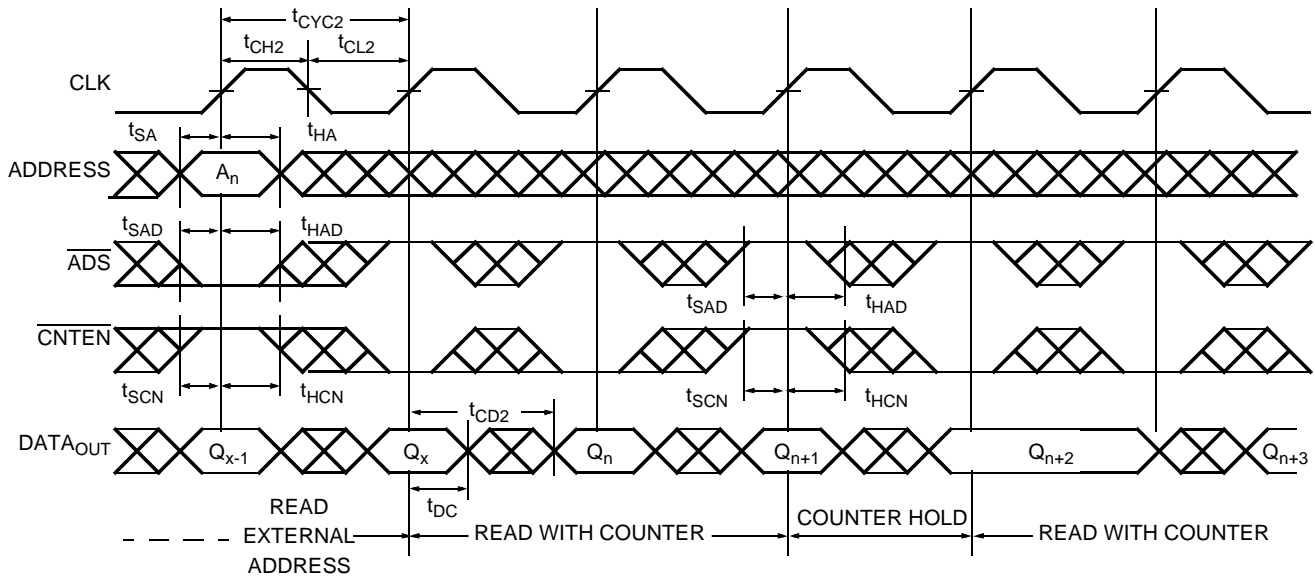 tCYC2
tCH2 tCL2
CLK
tSA tHA
ADDRESS An
tSAD tHAD
ADS
tSAD tHAD
CNTEN
tSCN tHCN tSCN tHCN
tCD2
DATAOUT Qx-1 Qx Qn Qn+1 Qn+2 Qn+3
tDC
READ
EXTERNAL
ADDRESS
READ WITH COUNTER
COUNTER HOLD
READ WITH COUNTER